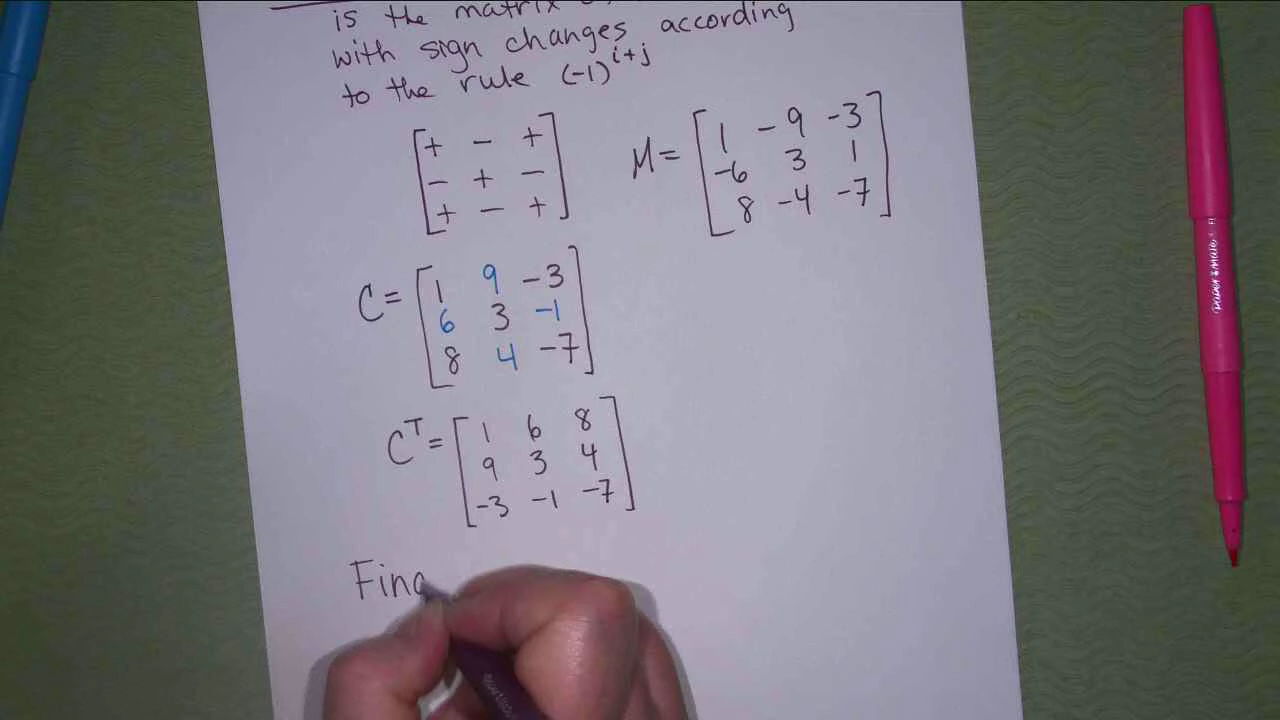 is the matrix
with sign changes according
to the rule (-1)^{i+j}
[+ - +
- + -
+ - +]
M = [1 -9 -3
-6 3 1
8 -4 -7]
C = [1 9 -3
6 3 -1
8 4 -7]
C^T = [1 6 8
9 3 4
-3 -1 -7]
Fin